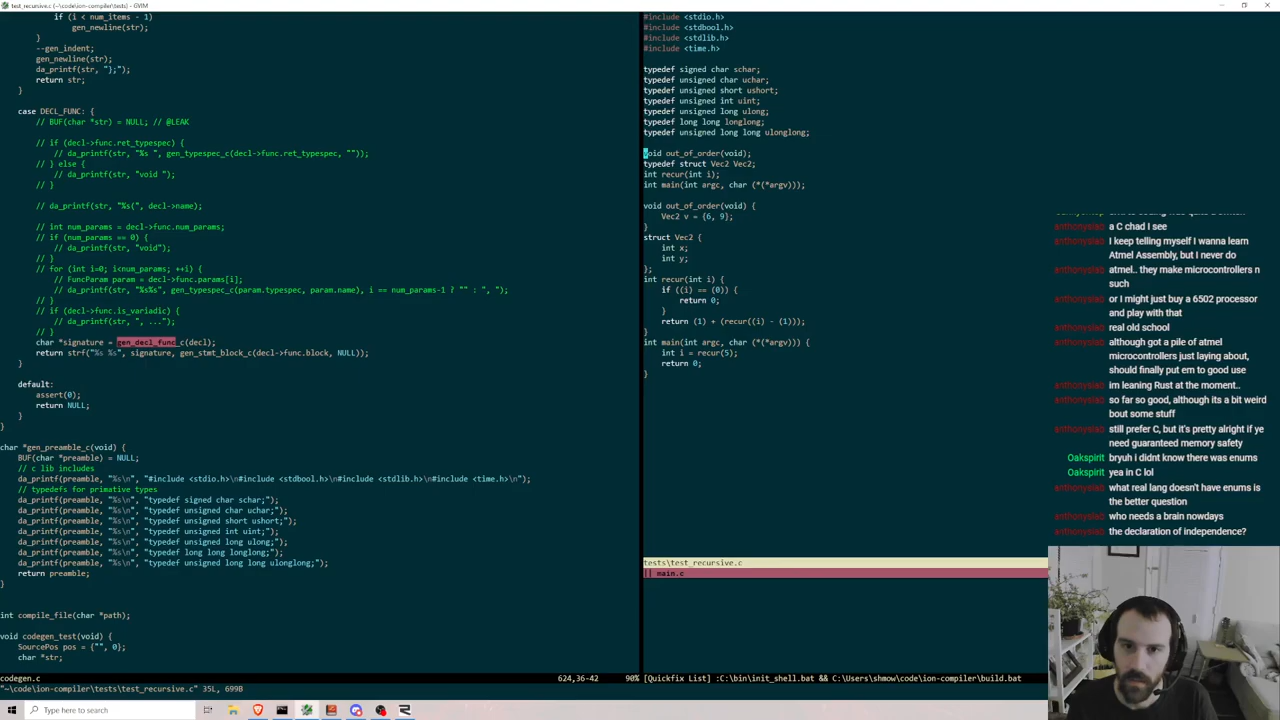 test_recursive.c (~\code\ion-compiler\tests) - GVIM
if (i < num_items - 1)
gen_newline(str);
}
--gen_indent;
gen_newline(str);
da_printf(str, "};");
return str;
}
case DECL_FUNC: {
// BUF(char *str) = NULL; // @LEAK
// if (decl->func.ret_typespec) {
// da_printf(str, "%s ", gen_typespec_c(decl->func.ret_typespec, ""));
// } else {
// da_printf(str, "void ");
// }
// da_printf(str, "%s(", decl->name);
// int num_params = decl->func.num_params;
// if (num_params == 0) {
// da_printf(str, "void");
// }
// for (int i=0; i<num_params; ++i) {
// FuncParam param = decl->func.params[i];
// da_printf(str, "%s%s", gen_typespec_c(param.typespec, param.name), i == num_params-1 ? "" : ", ");
// }
// if (decl->func.is_variadic) {
// da_printf(str, ", ...");
// }
char *signature = gen_decl_func_c(decl);
return strf("%s %s", signature, gen_stmt_block_c(decl->func.block, NULL));
}
default:
assert(0);
return NULL;
}
}
char *gen_preamble_c(void) {
BUF(char *preamble) = NULL;
// c lib includes
da_printf(preamble, "%s\n", "#include <stdio.h>\n#include <stdbool.h>\n#include <stdlib.h>\n#include <time.h>\n");
// typedefs for primative types
da_printf(preamble, "%s\n", "typedef signed char schar;");
da_printf(preamble, "%s\n", "typedef unsigned char uchar;");
da_printf(preamble, "%s\n", "typedef unsigned short ushort;");
da_printf(preamble, "%s\n", "typedef unsigned int uint;");
da_printf(preamble, "%s\n", "typedef unsigned long ulong;");
da_printf(preamble, "%s\n", "typedef long long longlong;");
da_printf(preamble, "%s\n", "typedef unsigned long long ulonglong;");
return preamble;
}
int compile_file(char *path);
void codegen_test(void) {
SourcePos pos = {"", 0};
char *str;
codegen.c 624,36-42 90%
"~\code\ion-compiler\tests\test_recursive.c" 35L, 699B
#include <stdio.h>
#include <stdbool.h>
#include <stdlib.h>
#include <time.h>
typedef signed char schar;
typedef unsigned char uchar;
typedef unsigned short ushort;
typedef unsigned int uint;
typedef unsigned long ulong;
typedef long long longlong;
typedef unsigned long long ulonglong;
void out_of_order(void);
typedef struct Vec2 Vec2;
int recur(int i);
int main(int argc, char (*(*argv)));
void out_of_order(void) {
Vec2 v = {6, 9};
}
struct Vec2 {
int x;
int y;
};
int recur(int i) {
if ((i) == (0)) {
return 0;
}
return (1) + (recur((i) - (1)));
}
int main(int argc, char (*(*argv))) {
int i = recur(5);
return 0;
}
tests\test_recursive.c
|| main.c
[Quickfix List] :C:\bin\init_shell.bat && C:\Users\shmow\code\ion-compiler\build.bat
anthonyslab a C chad I see
anthonyslab I keep telling myself I wanna learn
Atmel Assembly, but I never do
anthonyslab atmel.. they make microcontrollers n
such
anthonyslab or I might just buy a 6502 processor
and play with that
anthonyslab real old school
anthonyslab although got a pile of atmel
microcontrollers just laying about,
should finally put em to good use
anthonyslab im leaning Rust at the moment..
anthonyslab so far so good, although its a bit weird
bout some stuff
anthonyslab still prefer C, but it's pretty alright if ye
need guaranteed memory safety
Oakspirit bryuh i didnt know there was enums
Oakspirit yea in C lol
anthonyslab what real lang doesn't have enums is
the better question
anthonyslab who needs a brain nowdays
anthonyslab the declaration of independence?
Type here to search